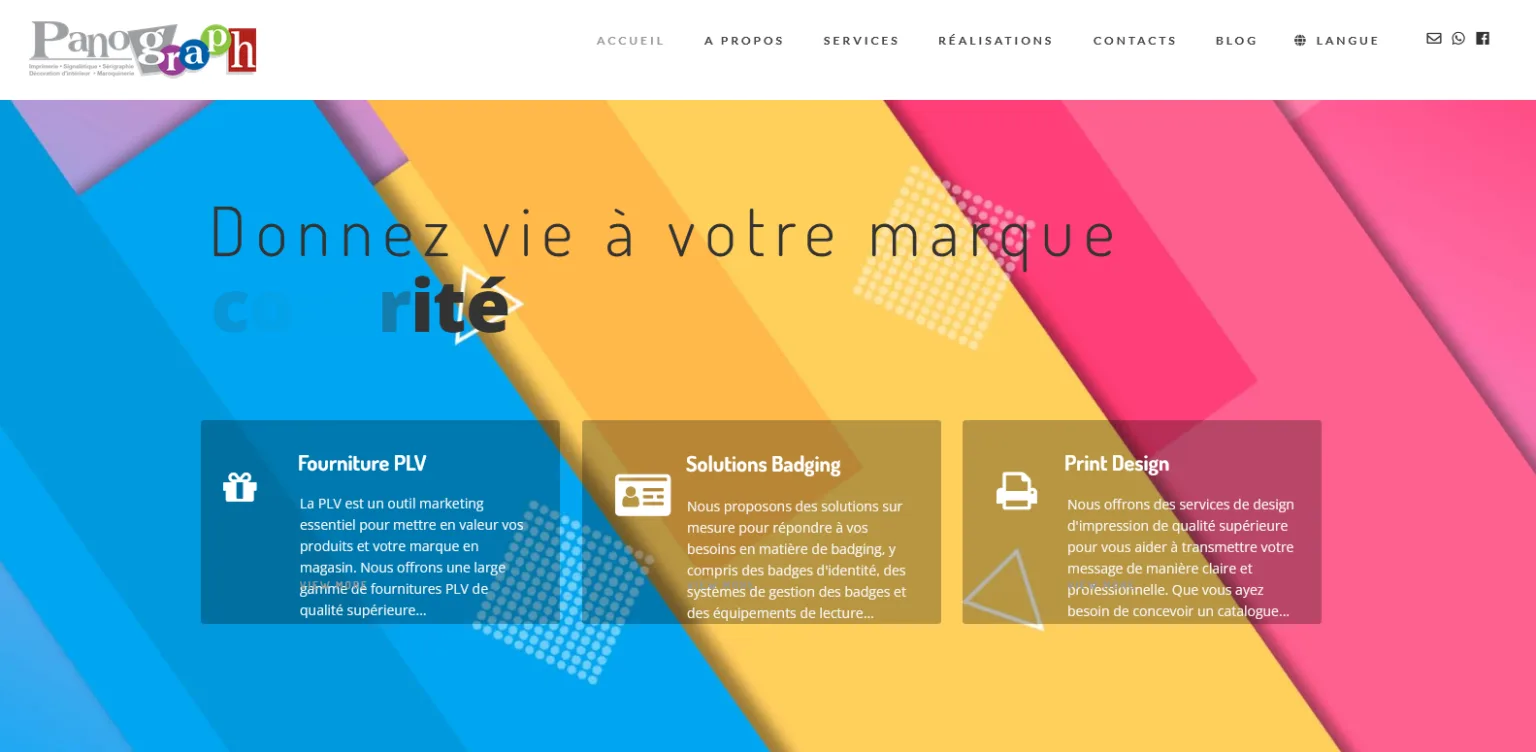 Panograph
Imprimerie • Signalétique • Sérigraphie
Décoration d'intérieur • Maroquinerie
ACCUEIL
A PROPOS
SERVICES
RÉALISATIONS
CONTACTS
BLOG
LANGUE
Donnez vie à votre marque
rité
Fourniture PLV
La PLV est un outil marketing
essentiel pour mettre en valeur vos
produits et votre marque en
magasin. Nous offrons une large
VIEW MORE
gamme de fournitures PLV de
qualité supérieure...
Solutions Badging
Nous proposons des solutions sur
mesure pour répondre à vos
besoins en matière de badging, y
compris des badges d'identité, des
systèmes de gestion des badges et
des équipements de lecture...
Print Design
Nous offrons des services de design
d'impression de qualité supérieure
pour vous aider à transmettre votre
message de manière claire et
professionnelle. Que vous ayez
besoin de concevoir un catalogue...